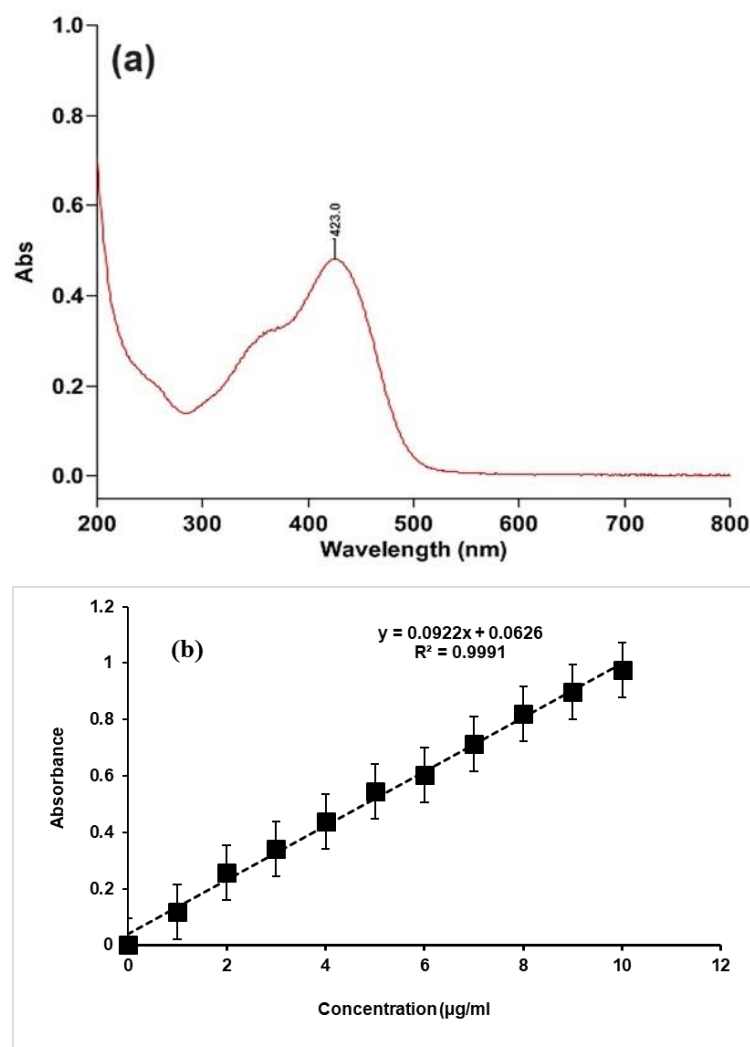 (a)
1.0
0.8
0.6
0.4
0.2
0.0
Abs
423.0
200 300 400 500 600 700 800
Wavelength (nm)
(b)
y = 0.0922x + 0.0626
R² = 0.9991
1.2
1
0.8
0.6
0.4
0.2
0
Absorbance
0 2 4 6 8 10 12
Concentration (µg/ml